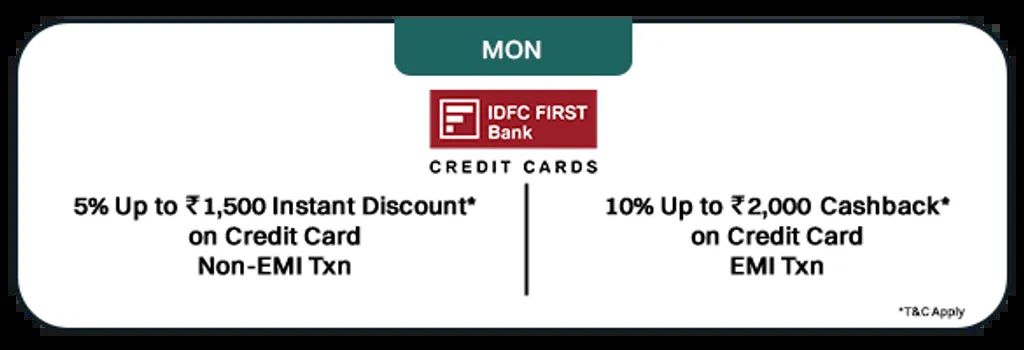 MON
IDFC FIRST
Bank
CREDIT CARDS
5% Up to ₹1,500 Instant Discount*
on Credit Card
Non-EMI Txn
10% Up to ₹2,000 Cashback*
on Credit Card
EMI Txn
*T&C Apply